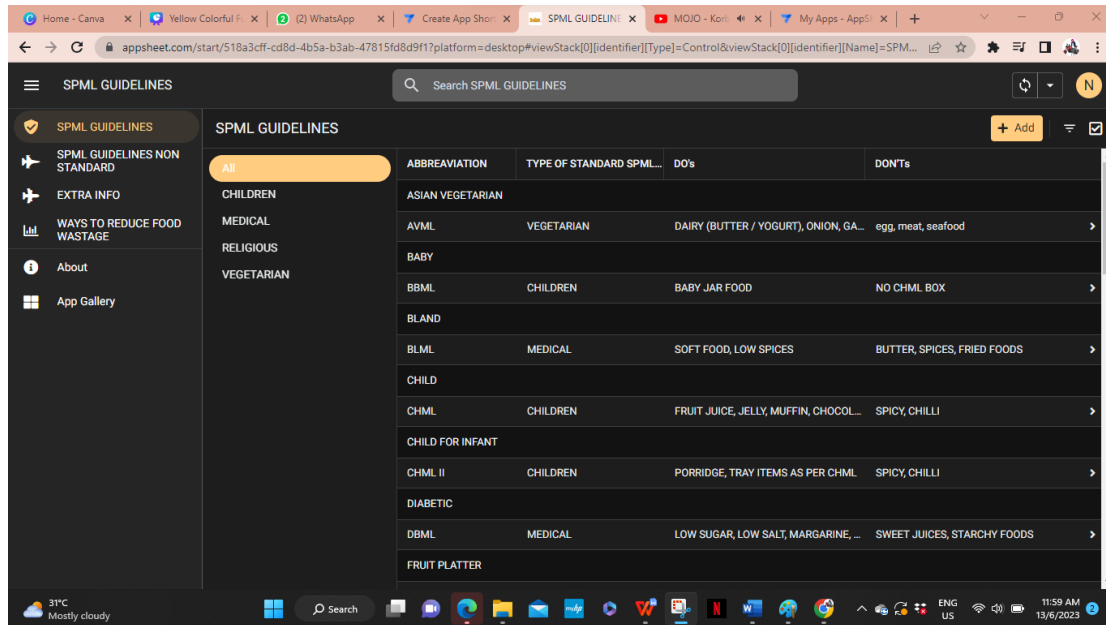 Home - Canva
Yellow Colorful Fu
(2) WhatsApp
Create App Short
SPML GUIDELINE
MOJO - Korb
My Apps - AppS
appsheet.com/start/518a3cff-cd8d-4b5a-b3ab-47815fd8d9f1?platform=desktop#viewStack[0][identifier][Type]=Control&viewStack[0][identifier][Name]=SPM...
SPML GUIDELINES
Search SPML GUIDELINES
N
SPML GUIDELINES
SPML GUIDELINES NON
STANDARD
EXTRA INFO
WAYS TO REDUCE FOOD
WASTAGE
About
App Gallery
SPML GUIDELINES
+ Add
All
CHILDREN
MEDICAL
RELIGIOUS
VEGETARIAN
ABBREVIATION TYPE OF STANDARD SPML... DO's DON'Ts
ASIAN VEGETARIAN
AVML VEGETARIAN DAIRY (BUTTER / YOGURT), ONION, GA... egg, meat, seafood
BABY
BBML CHILDREN BABY JAR FOOD NO CHML BOX
BLAND
BLML MEDICAL SOFT FOOD, LOW SPICES BUTTER, SPICES, FRIED FOODS
CHILD
CHML CHILDREN FRUIT JUICE, JELLY, MUFFIN, CHOCOL... SPICY, CHILLI
CHILD FOR INFANT
CHML II CHILDREN PORRIDGE, TRAY ITEMS AS PER CHML SPICY, CHILLI
DIABETIC
DBML MEDICAL LOW SUGAR, LOW SALT, MARGARINE, ... SWEET JUICES, STARCHY FOODS
FRUIT PLATTER
31°C
Mostly cloudy
Search
ENG
US
11:59 AM
13/6/2023
2